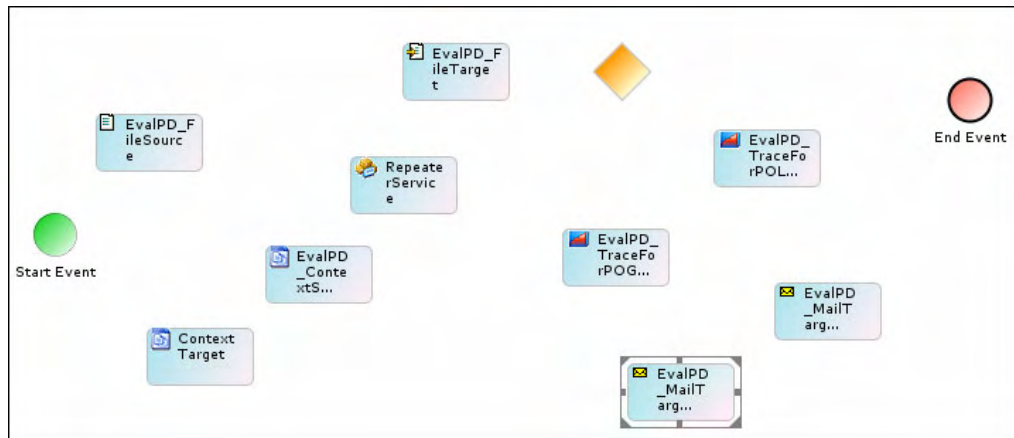 EvalPD_F
ileTarge
t
EvalPD_F
ileSourc
e
End Event
EvalPD_
TraceFo
rPOL...
Repeate
rServic
e
Start Event
EvalPD
_Conte
xtS...
EvalPD_
TraceFo
rPOG...
EvalPD
_MailT
arg...
Context
Target
EvalPD
_MailT
arg...